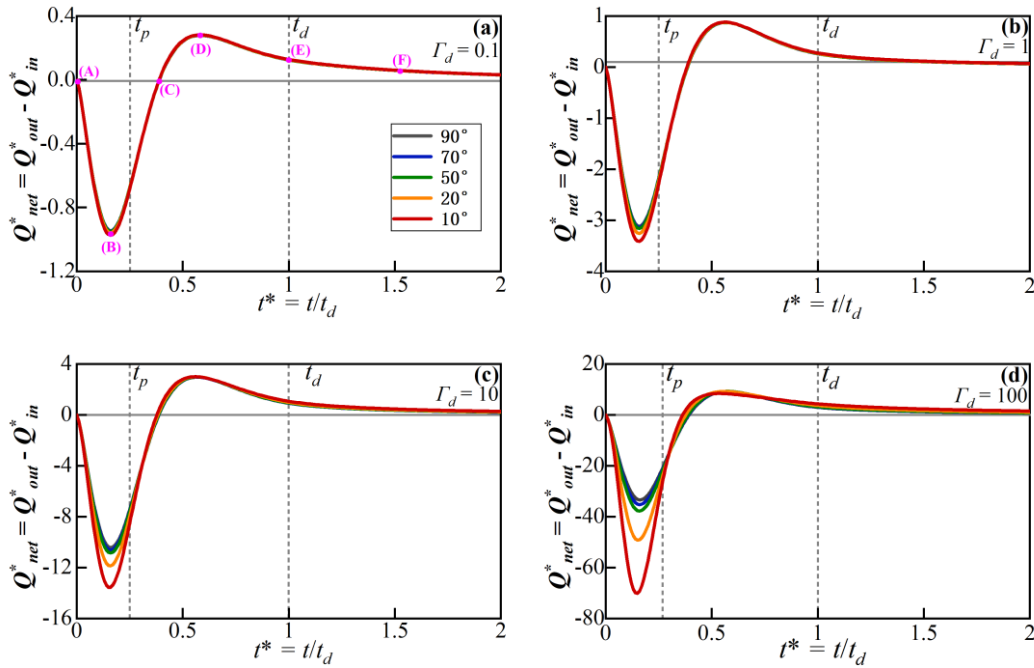 (a)
t_p
t_d
Γ_d = 0.1
0.4
0.0
-0.4
-0.8
-1.2
(A)
(B)
(C)
(D)
(E)
(F)
90°
70°
50°
20°
10°
0
0.5
1
1.5
2
t* = t/t_d
Q*_net = Q*_out - Q*_in
(b)
t_p
t_d
Γ_d = 1
1
0
-1
-2
-3
-4
0
0.5
1
1.5
2
t* = t/t_d
Q*_net = Q*_out - Q*_in
(c)
t_p
t_d
Γ_d = 10
4
0
-4
-8
-12
-16
0
0.5
1
1.5
2
t* = t/t_d
Q*_net = Q*_out - Q*_in
(d)
t_p
t_d
Γ_d = 100
20
0
-20
-40
-60
-80
0
0.5
1
1.5
2
t* = t/t_d
Q*_net = Q*_out - Q*_in